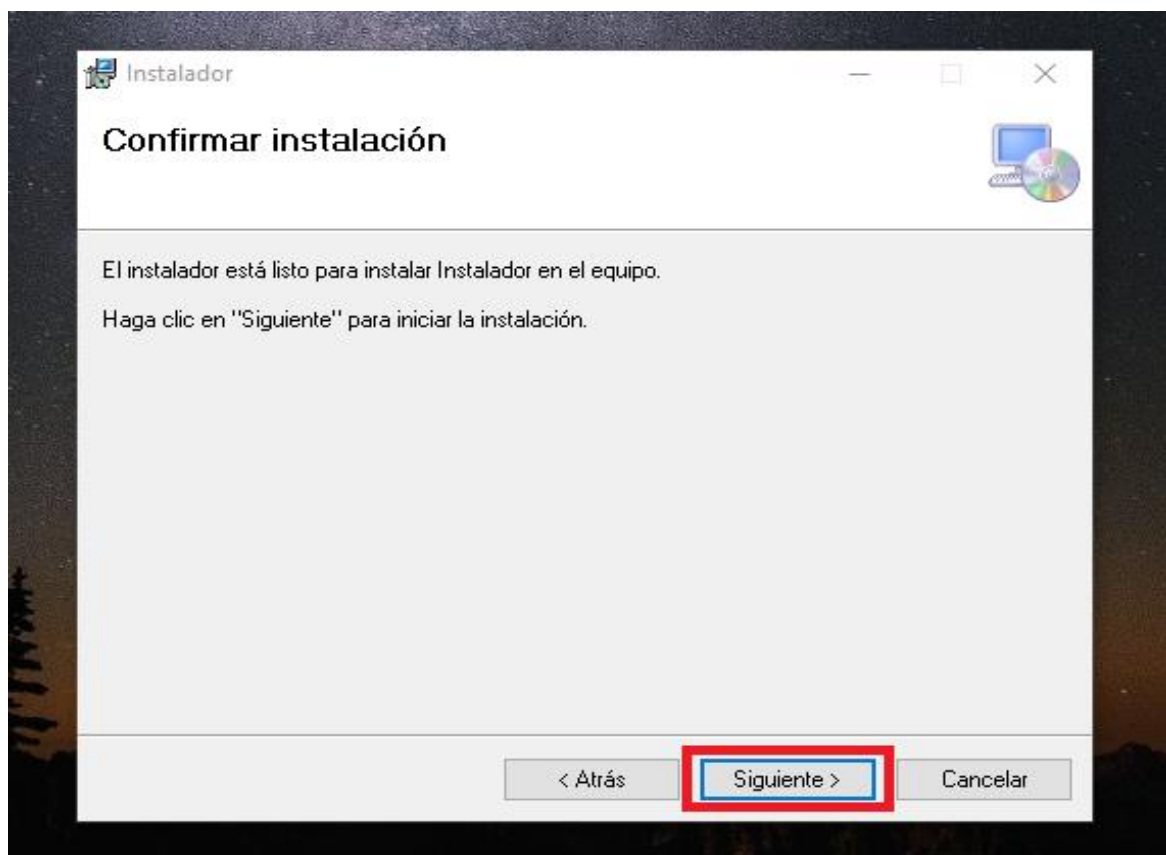 Instalador
Confirmar instalación
El instalador está listo para instalar Instalador en el equipo.
Haga clic en "Siguiente" para iniciar la instalación.
< Atrás
Siguiente >
Cancelar